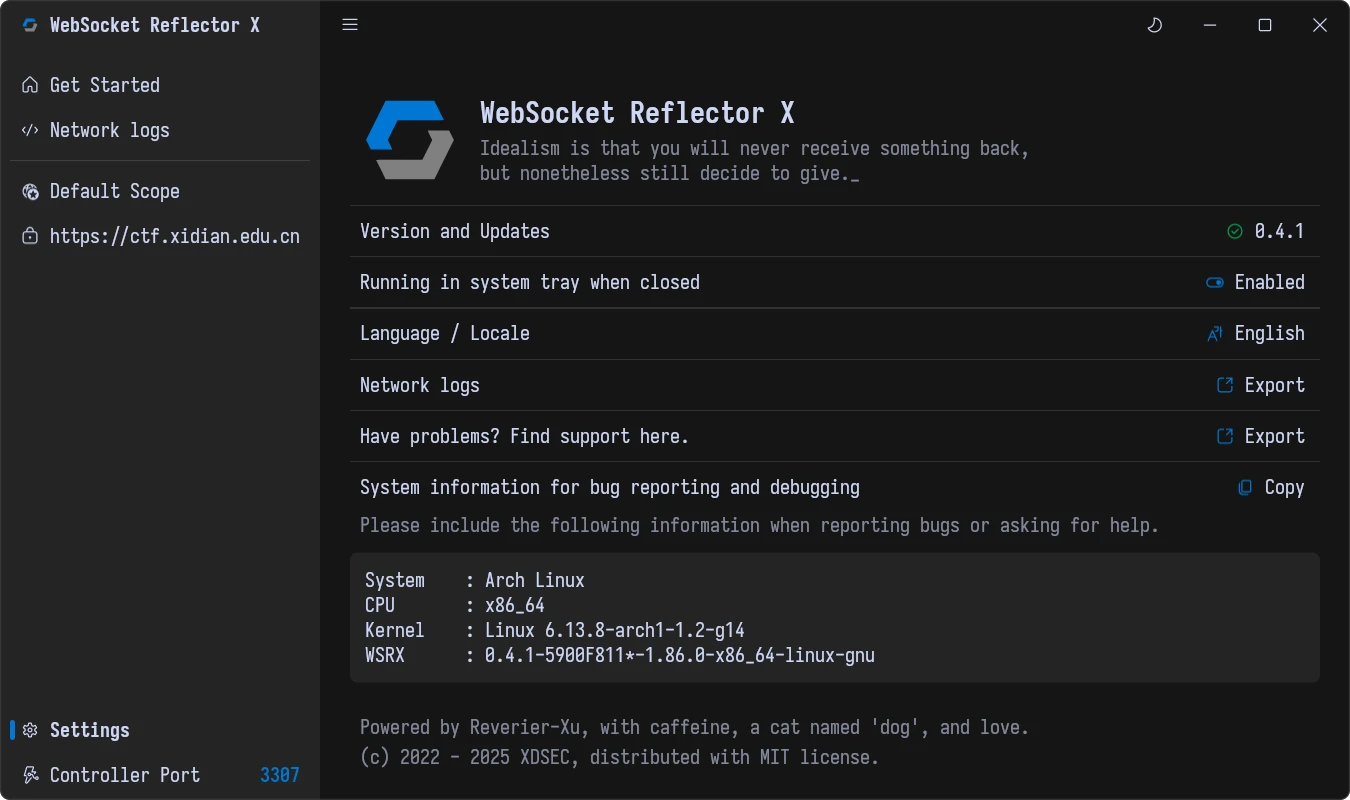 WebSocket Reflector X
Get Started
Network logs
Default Scope
https://ctf.xidian.edu.cn
Settings
Controller Port 3307
WebSocket Reflector X
Idealism is that you will never receive something back,
but nonetheless still decide to give._
Version and Updates 0.4.1
Running in system tray when closed Enabled
Language / Locale English
Network logs Export
Have problems? Find support here. Export
System information for bug reporting and debugging Copy
Please include the following information when reporting bugs or asking for help.
System : Arch Linux
CPU : x86_64
Kernel : Linux 6.13.8-arch1-1.2-g14
WSRX : 0.4.1-5900F811*-1.86.0-x86_64-linux-gnu
Powered by Reverier-Xu, with caffeine, a cat named 'dog', and love.
(c) 2022 - 2025 XDSEC, distributed with MIT license.